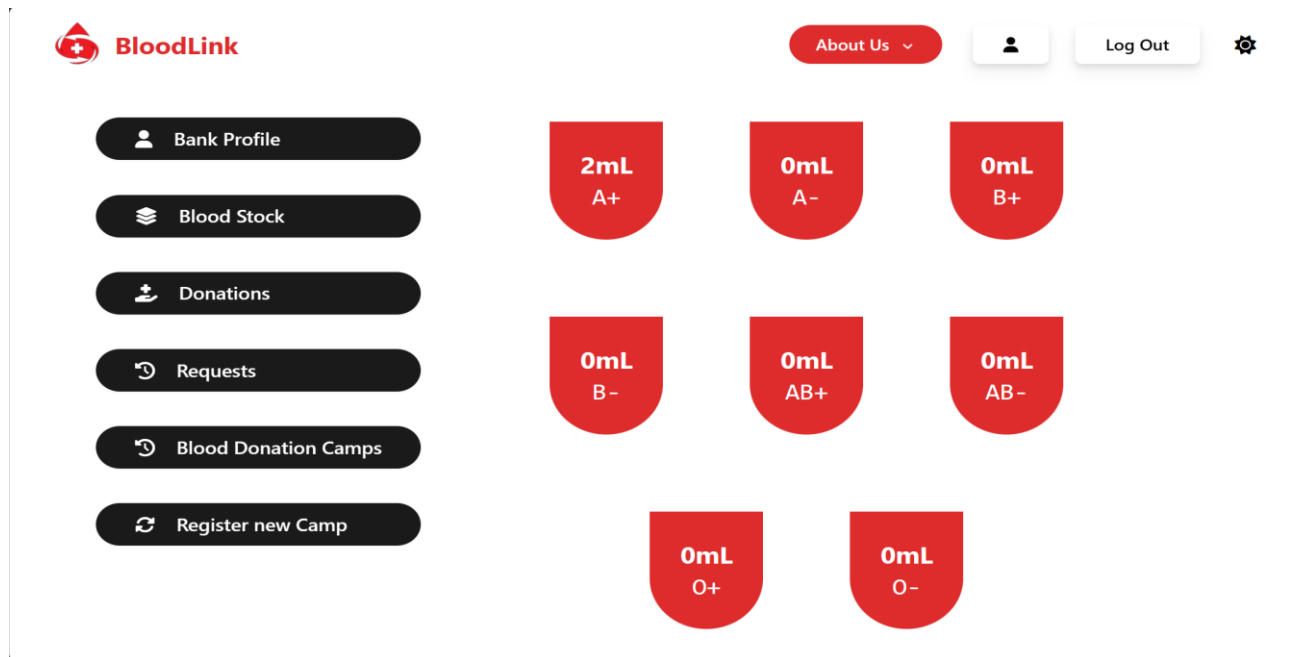 BloodLink
About Us
Log Out
Bank Profile
Blood Stock
Donations
Requests
Blood Donation Camps
Register new Camp
2mL
A+
0mL
A-
0mL
B+
0mL
B-
0mL
AB+
0mL
AB-
0mL
O+
0mL
O-